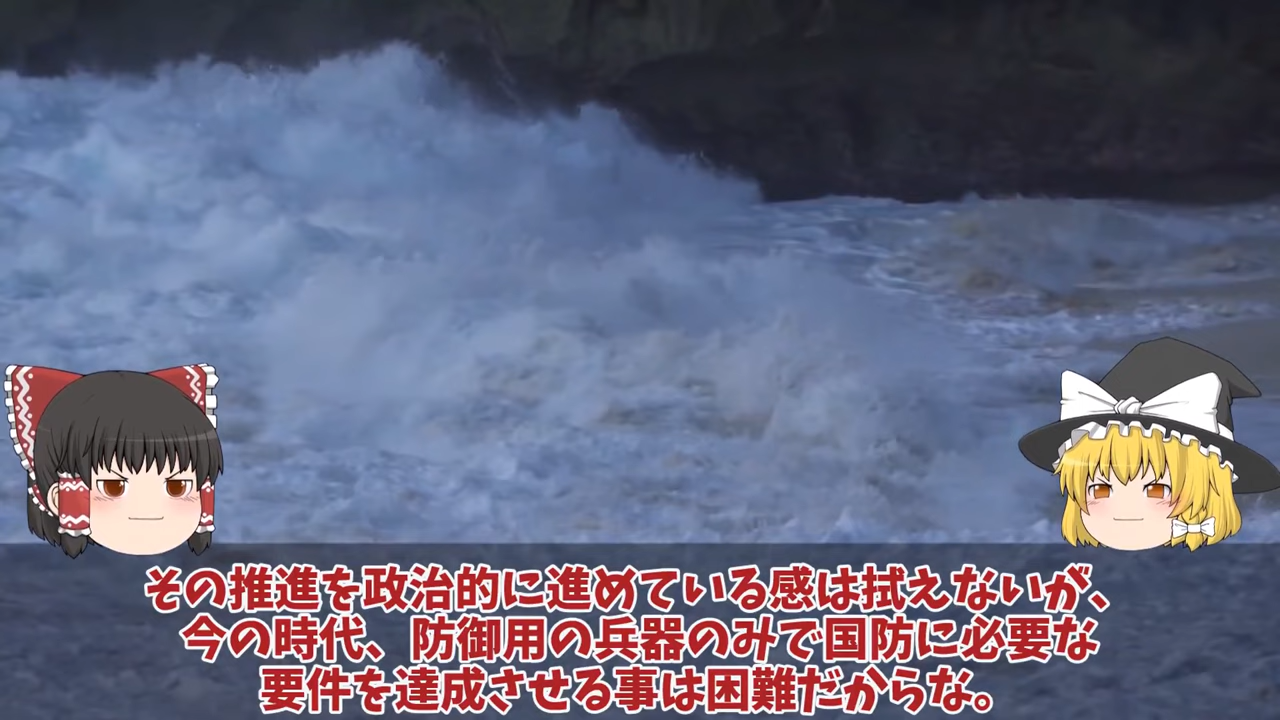 その推進を政治的に進めている感は拭えないが、
今の時代、防御用の兵器のみで国防に必要な
要件を達成させる事は困難だからな。